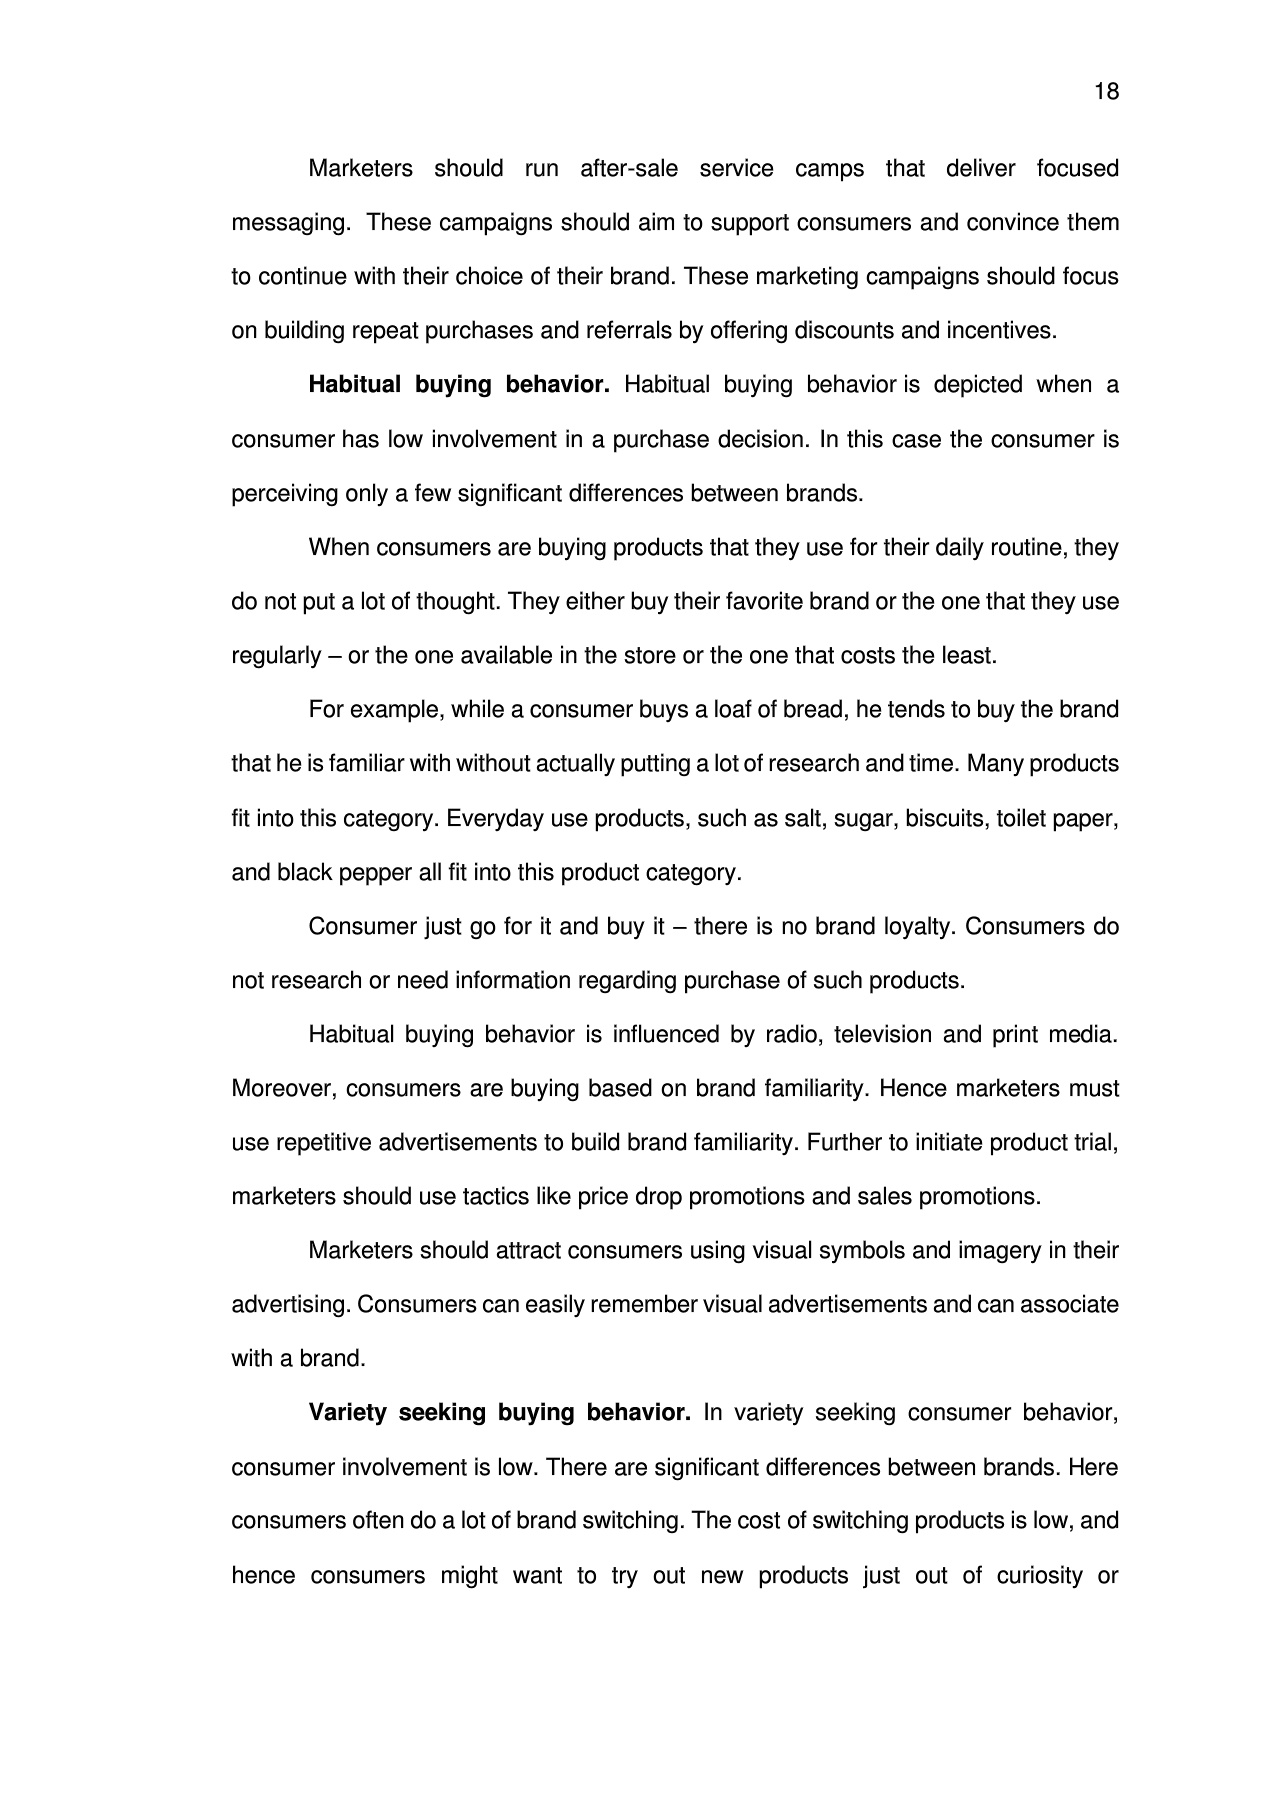 18
Marketers should run after-sale service camps that deliver focused
messaging. These campaigns should aim to support consumers and convince them
to continue with their choice of their brand. These marketing campaigns should focus
on building repeat purchases and referrals by offering discounts and incentives.
Habitual buying behavior. Habitual buying behavior is depicted when a
consumer has low involvement in a purchase decision. In this case the consumer is
perceiving only a few significant differences between brands.
When consumers are buying products that they use for their daily routine, they
do not put a lot of thought. They either buy their favorite brand or the one that they use
regularly – or the one available in the store or the one that costs the least.
For example, while a consumer buys a loaf of bread, he tends to buy the brand
that he is familiar with without actually putting a lot of research and time. Many products
fit into this category. Everyday use products, such as salt, sugar, biscuits, toilet paper,
and black pepper all fit into this product category.
Consumer just go for it and buy it – there is no brand loyalty. Consumers do
not research or need information regarding purchase of such products.
Habitual buying behavior is influenced by radio, television and print media.
Moreover, consumers are buying based on brand familiarity. Hence marketers must
use repetitive advertisements to build brand familiarity. Further to initiate product trial,
marketers should use tactics like price drop promotions and sales promotions.
Marketers should attract consumers using visual symbols and imagery in their
advertising. Consumers can easily remember visual advertisements and can associate
with a brand.
Variety seeking buying behavior. In variety seeking consumer behavior,
consumer involvement is low. There are significant differences between brands. Here
consumers often do a lot of brand switching. The cost of switching products is low, and
hence consumers might want to try out new products just out of curiosity or